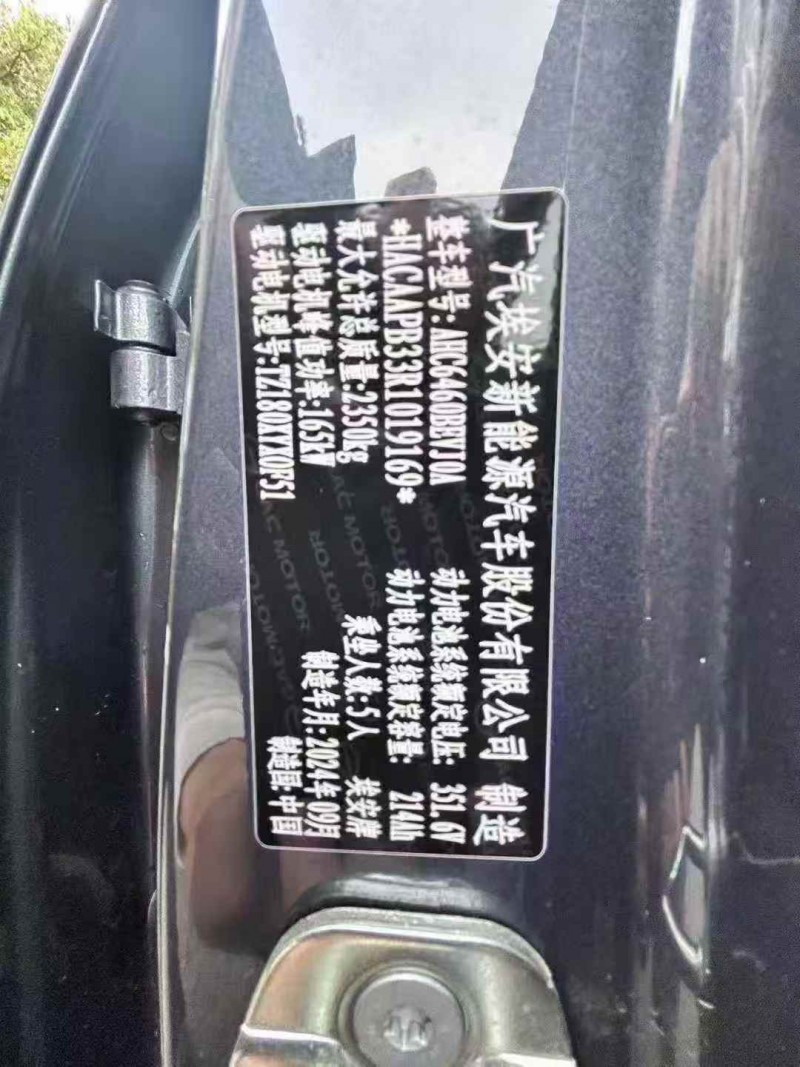 广汽埃安新能源汽车股份有限公司 制造
整车型号:AHC6460BEVJ0A 动力电池系统额定电压: 351.6V
*HACAAPB33R1019169* 动力电池系统额定容量: 214Ah
最大允许总质量:2350kg 乘坐人数:5人 埃安牌
驱动电机峰值功率:165kW 制造年月:2024年09月
驱动电机型号:TZ180XYX0F51 制造国:中国